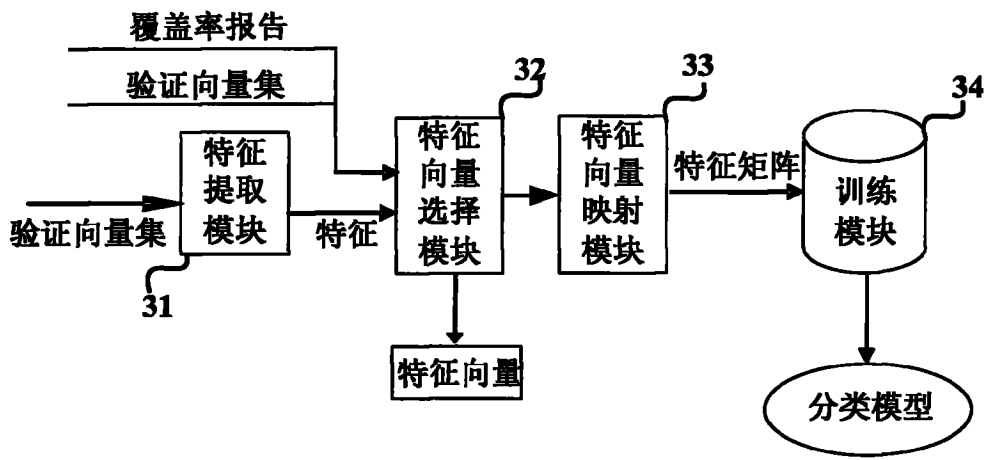 覆盖率报告
验证向量集
32
33
34
特征
提取
模块
特征
向量
选择
模块
特征
向量
映射
模块
特征矩阵
训练
模块
验证向量集
特征
31
特征向量
分类模型